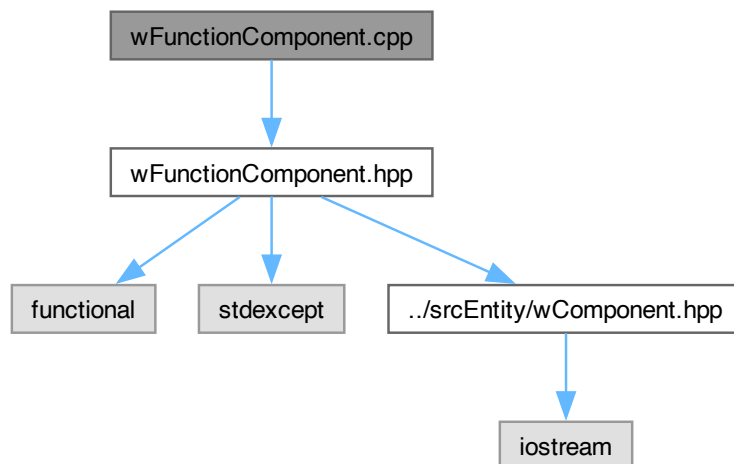 wFunctionComponent.cpp
wFunctionComponent.hpp
functional
stdexcept
../srcEntity/wComponent.hpp
iostream